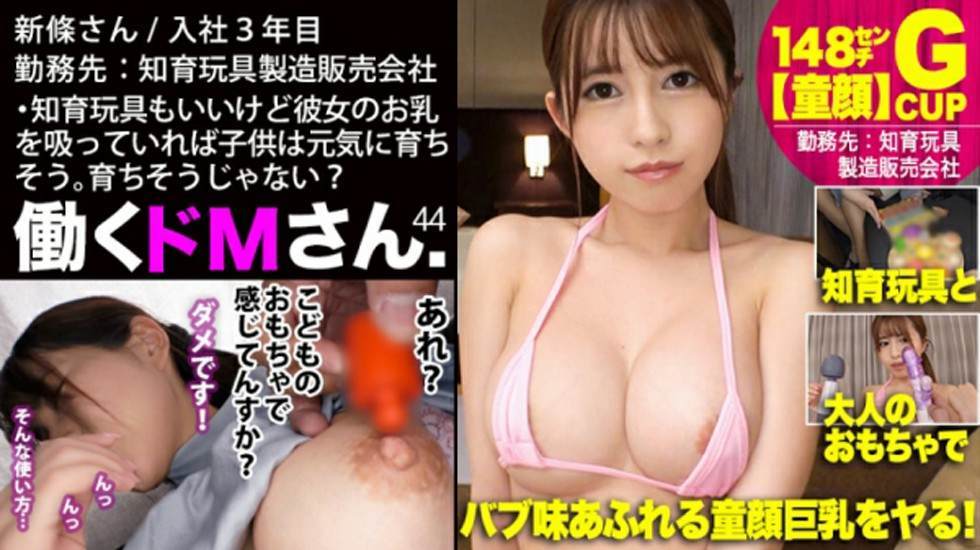 新條さん / 入社3年目
勤務先：知育玩具製造販売会社
・知育玩具もいいけど彼女のお乳
を吸っていれば子供は元気に育ち
そう。育ちそうじゃない？
働くドMさん.44
あれ？
こどもの
おもちゃで
感じてんすか？
ダメです！
んっ
んっ
そんな使い方…
148センチ
【童顔】
G
CUP
勤務先：知育玩具
製造販売会社
知育玩具と
大人の
おもちゃで
バブ味あふれる童顔巨乳をヤる!